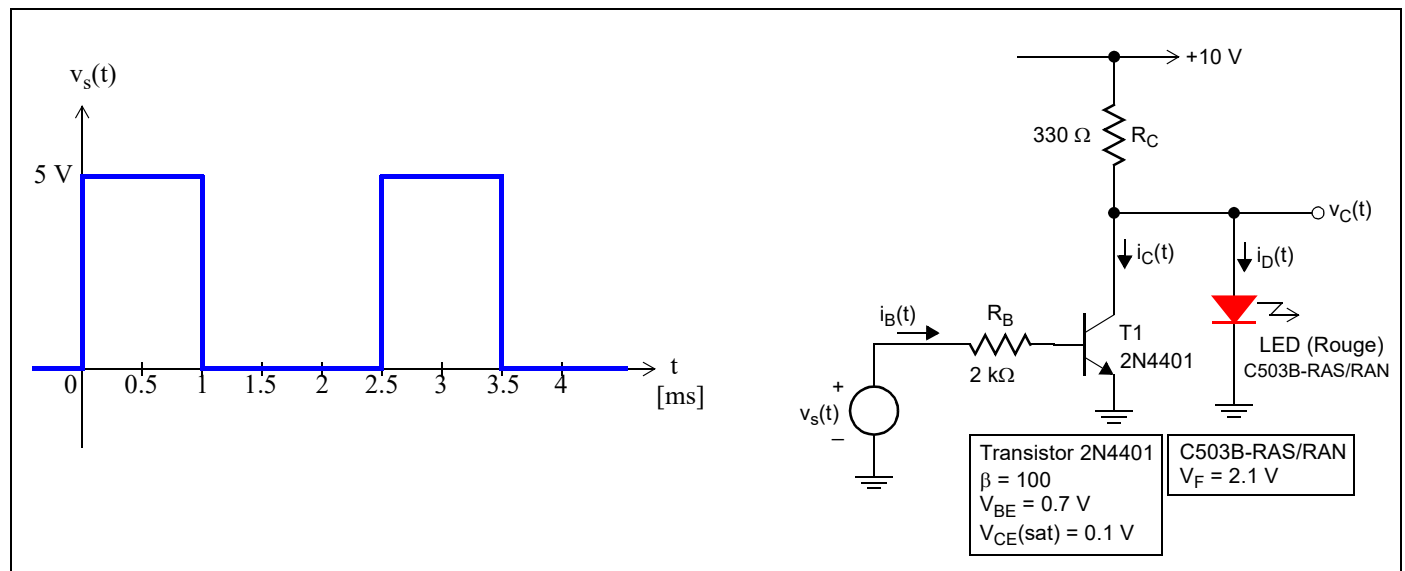 v_s(t)
5 V
0 0.5 1 1.5 2 2.5 3 3.5 4
t
[ms]
+10 V
330 Ω R_C
v_C(t)
i_C(t) i_D(t)
i_B(t) R_B
2 kΩ
T1
2N4401
LED (Rouge)
C503B-RAS/RAN
+
v_s(t)
–
Transistor 2N4401
β = 100
V_BE = 0.7 V
V_CE(sat) = 0.1 V
C503B-RAS/RAN
V_F = 2.1 V